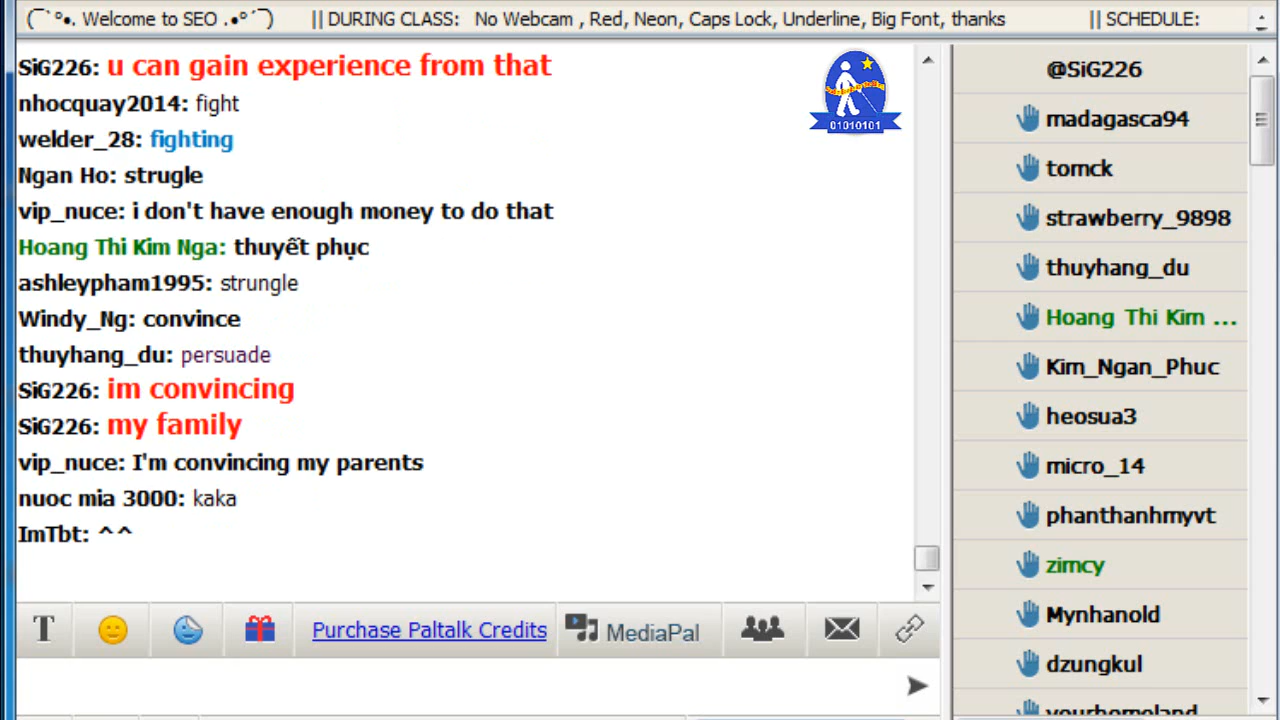 (¯`°•. Welcome to SEO .•°´¯) || DURING CLASS: No Webcam , Red, Neon, Caps Lock, Underline, Big Font, thanks || SCHEDULE:
SiG226: u can gain experience from that
nhocquay2014: fight
welder_28: fighting
Ngan Ho: strugle
vip_nuce: i don't have enough money to do that
Hoang Thi Kim Nga: thuyết phục
ashleypham1995: strungle
Windy_Ng: convince
thuyhang_du: persuade
SiG226: im convincing
SiG226: my family
vip_nuce: I'm convincing my parents
nuoc mia 3000: kaka
ImTbt: ^^
01010101
T
Purchase Paltalk Credits
MediaPal
@SiG226
madagasca94
tomck
strawberry_9898
thuyhang_du
Hoang Thi Kim ...
Kim_Ngan_Phuc
heosua3
micro_14
phanthanhmyvt
zimcy
Mynhanold
dzungkul
yourhomeland